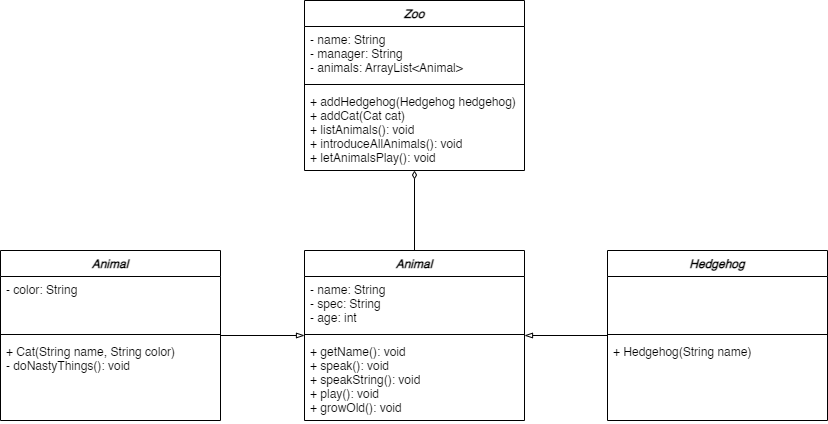 Zoo
- name: String
- manager: String
- animals: ArrayList<Animal>
+ addHedgehog(Hedgehog hedgehog)
+ addCat(Cat cat)
+ listAnimals(): void
+ introduceAllAnimals(): void
+ letAnimalsPlay(): void
Animal
- color: String
+ Cat(String name, String color)
- doNastyThings(): void
Animal
- name: String
- spec: String
- age: int
+ getName(): void
+ speak(): void
+ speakString(): void
+ play(): void
+ growOld(): void
Hedgehog
+ Hedgehog(String name)